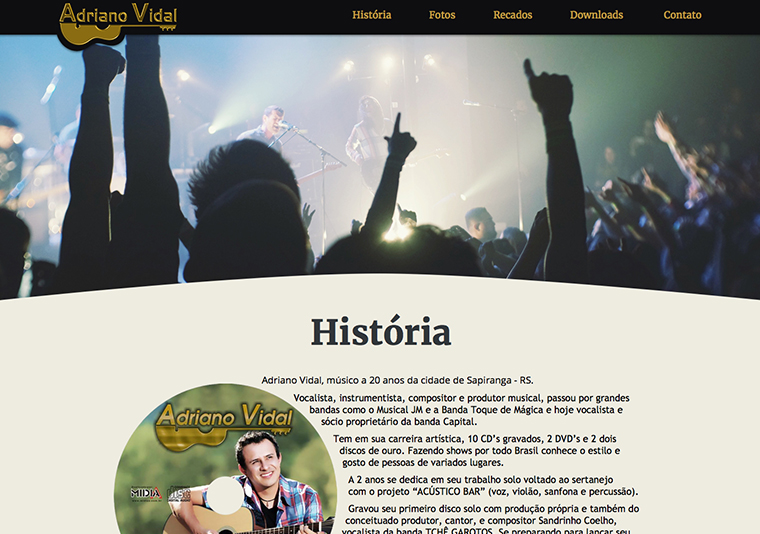 Adriano Vidal
História
Fotos
Recados
Downloads
Contato
História
Adriano Vidal, músico a 20 anos da cidade de Sapiranga - RS.
Vocalista, instrumentista, compositor e produtor musical, passou por grandes
bandas como o Musical JM e a Banda Toque de Mágica e hoje vocalista e
sócio proprietário da banda Capital.
Tem em sua carreira artística, 10 CD's gravados, 2 DVD's e 2 dois
discos de ouro. Fazendo shows por todo Brasil conhece o estilo e
gosto de pessoas de variados lugares.
A 2 anos se dedica em seu trabalho solo voltado ao sertanejo
com o projeto “ACÚSTICO BAR” (voz, violão, sanfona e percussão).
Gravou seu primeiro disco solo com produção própria e também do
conceituado produtor, cantor, e compositor Sandrinho Coelho,
vocalista da banda TCHÊ GAROTOS. Se preparando para lançar seu
Adriano Vidal
MIDIA